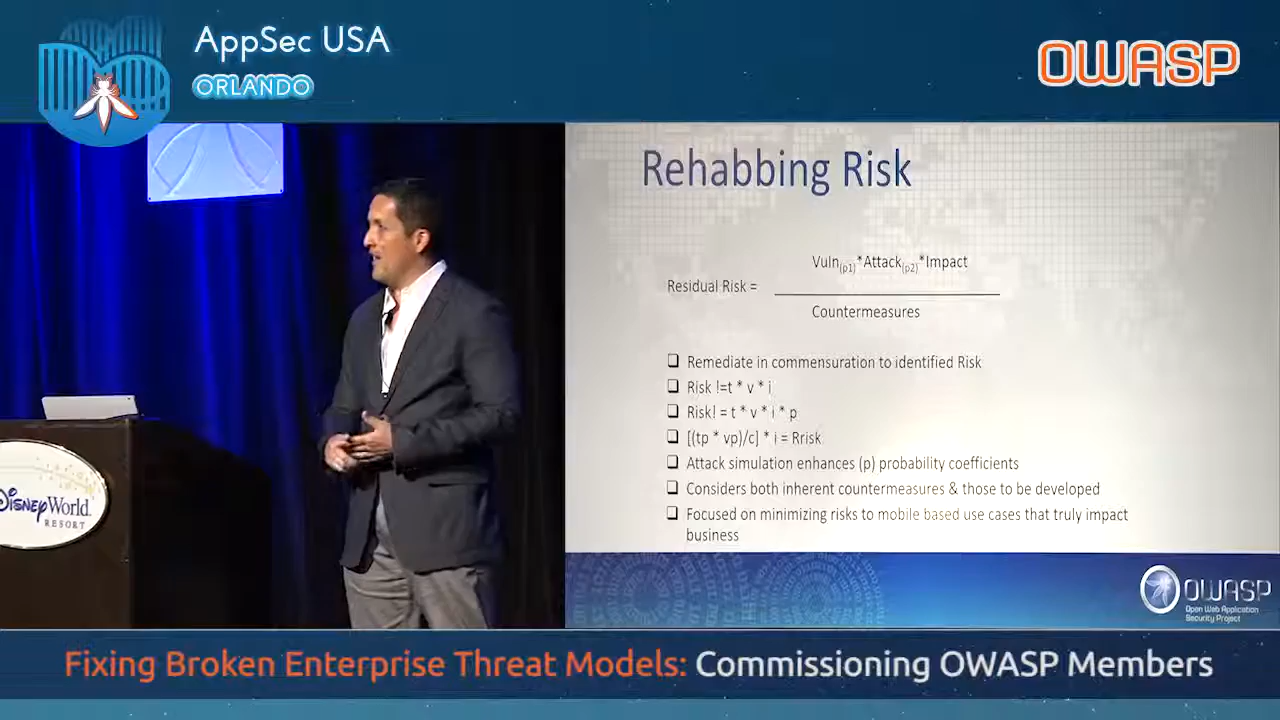 AppSec USA
ORLANDO
OWASP
Rehabbing Risk
Vuln(p1)*Attack(p2)*Impact
Residual Risk =
Countermeasures
❑ Remediate in commensuration to identified Risk
❑ Risk !=t * v * i
❑ Risk! = t * v * i * p
❑ [(tp * vp)/c] * i = Rrisk
❑ Attack simulation enhances (p) probability coefficients
❑ Considers both inherent countermeasures & those to be developed
❑ Focused on minimizing risks to mobile based use cases that truly impact
business
DisneyWorld
RESORT
OWASP
Open Web Application
Security Project
Fixing Broken Enterprise Threat Models: Commissioning OWASP Members